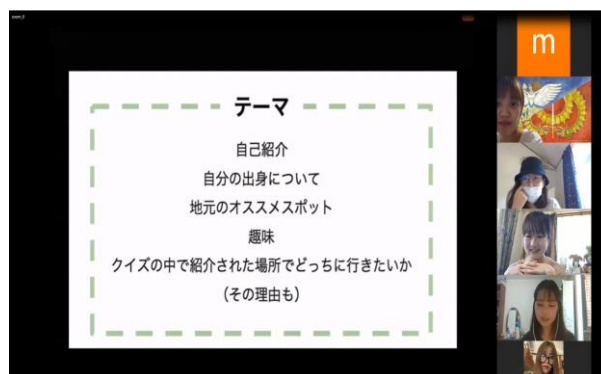 テーマ
自己紹介
自分の出身について
地元のオススメスポット
趣味
クイズの中で紹介された場所でどっちに行きたいか
(その理由も)
m